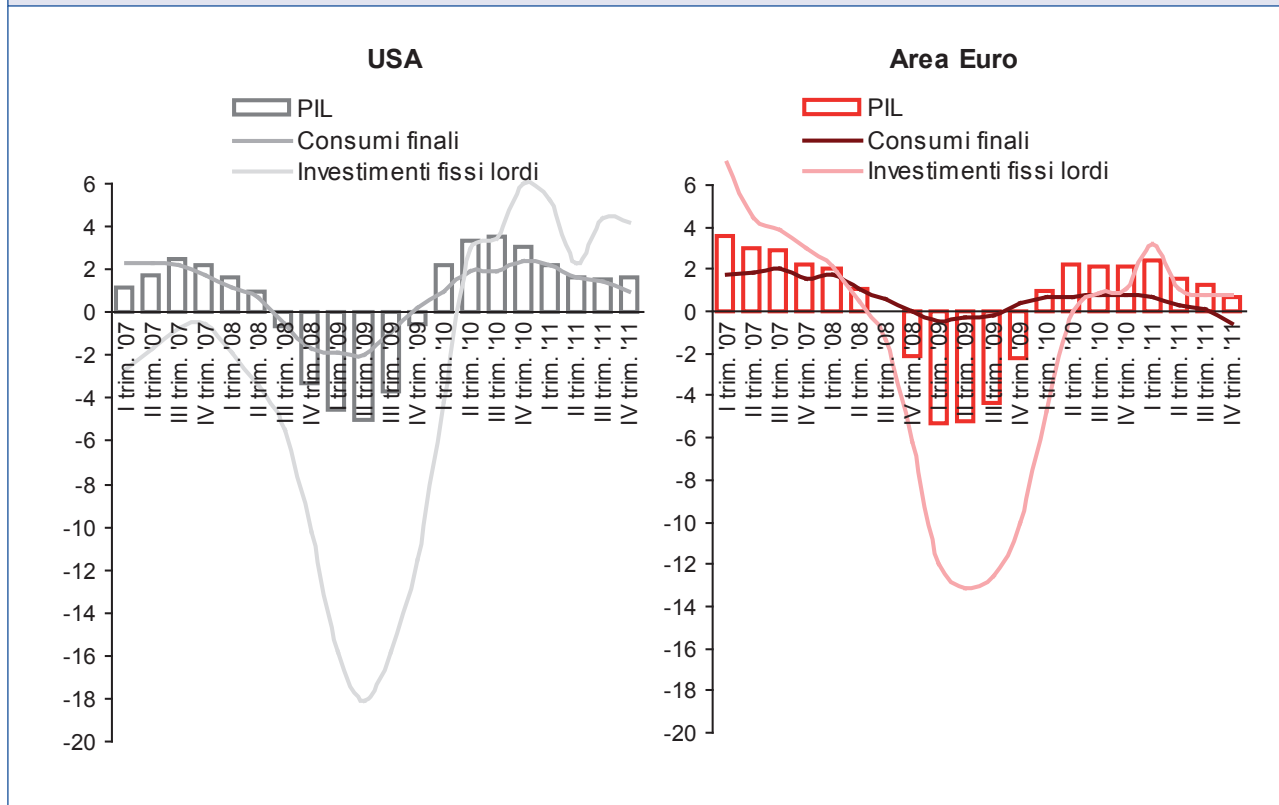 USA
PIL
Consumi finali
Investimenti fissi lordi
6
4
2
0
-2
-4
-6
-8
-10
-12
-14
-16
-18
-20
I trim. '07
II trim. '07
III trim. '07
IV trim. '07
I trim. '08
II trim. '08
III trim. '08
IV trim. '08
I trim. '09
II trim. '09
III trim. '09
IV trim. '09
I trim. '10
II trim. '10
III trim. '10
IV trim. '10
I trim. '11
II trim. '11
III trim. '11
IV trim. '11
Area Euro
PIL
Consumi finali
Investimenti fissi lordi
6
4
2
0
-2
-4
-6
-8
-10
-12
-14
-16
-18
-20
I trim. '07
II trim. '07
III trim. '07
IV trim. '07
I trim. '08
II trim. '08
III trim. '08
IV trim. '08
I trim. '09
II trim. '09
III trim. '09
IV trim. '09
I trim. '10
II trim. '10
III trim. '10
IV trim. '10
I trim. '11
II trim. '11
III trim. '11
IV trim. '11